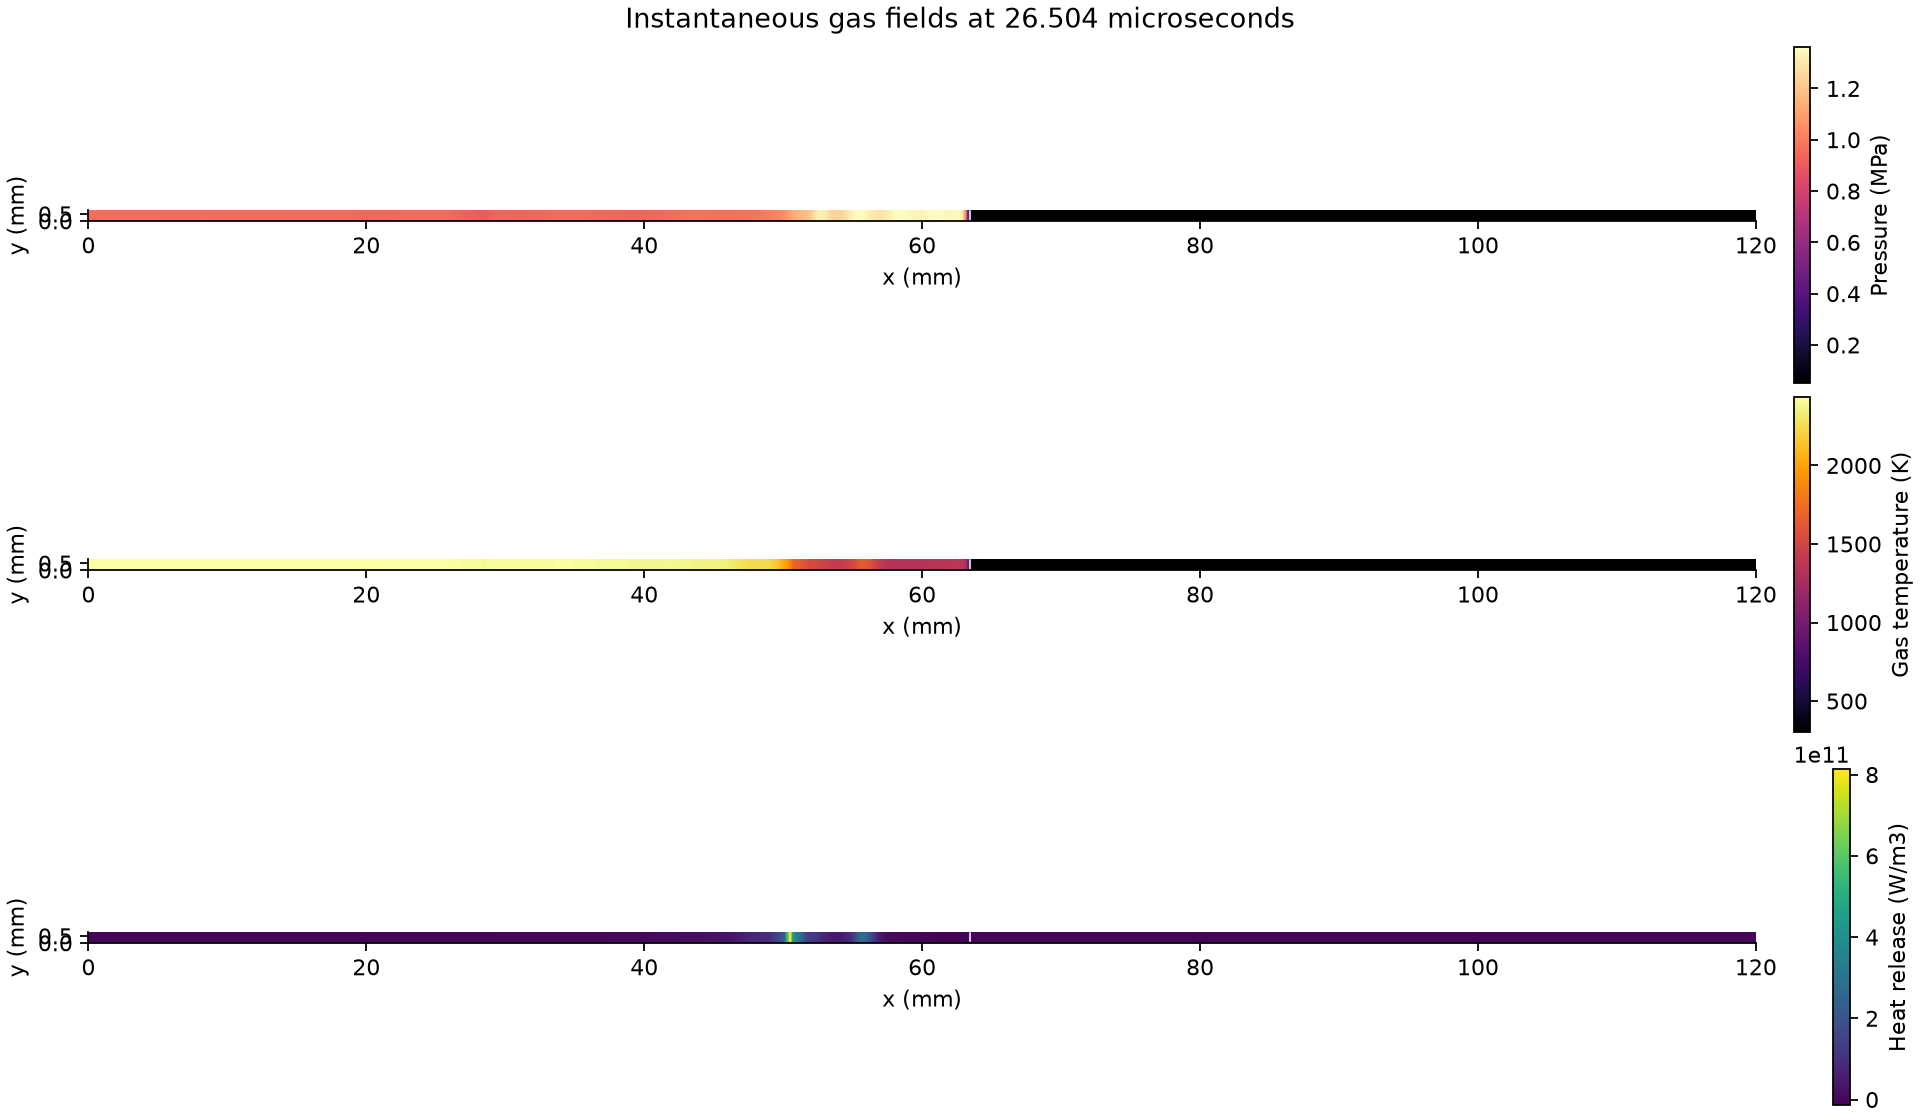 Instantaneous gas fields at 26.504 microseconds
1.2
1.0
0.8
0.6
0.4
0.2
Pressure (MPa)
y (mm)
0.5
0.0
0 20 40 60 80 100 120
x (mm)
2000
1500
1000
500
Gas temperature (K)
y (mm)
0.5
0.0
0 20 40 60 80 100 120
x (mm)
1e11
8
6
4
2
0
Heat release (W/m3)
y (mm)
0.5
0.0
0 20 40 60 80 100 120
x (mm)